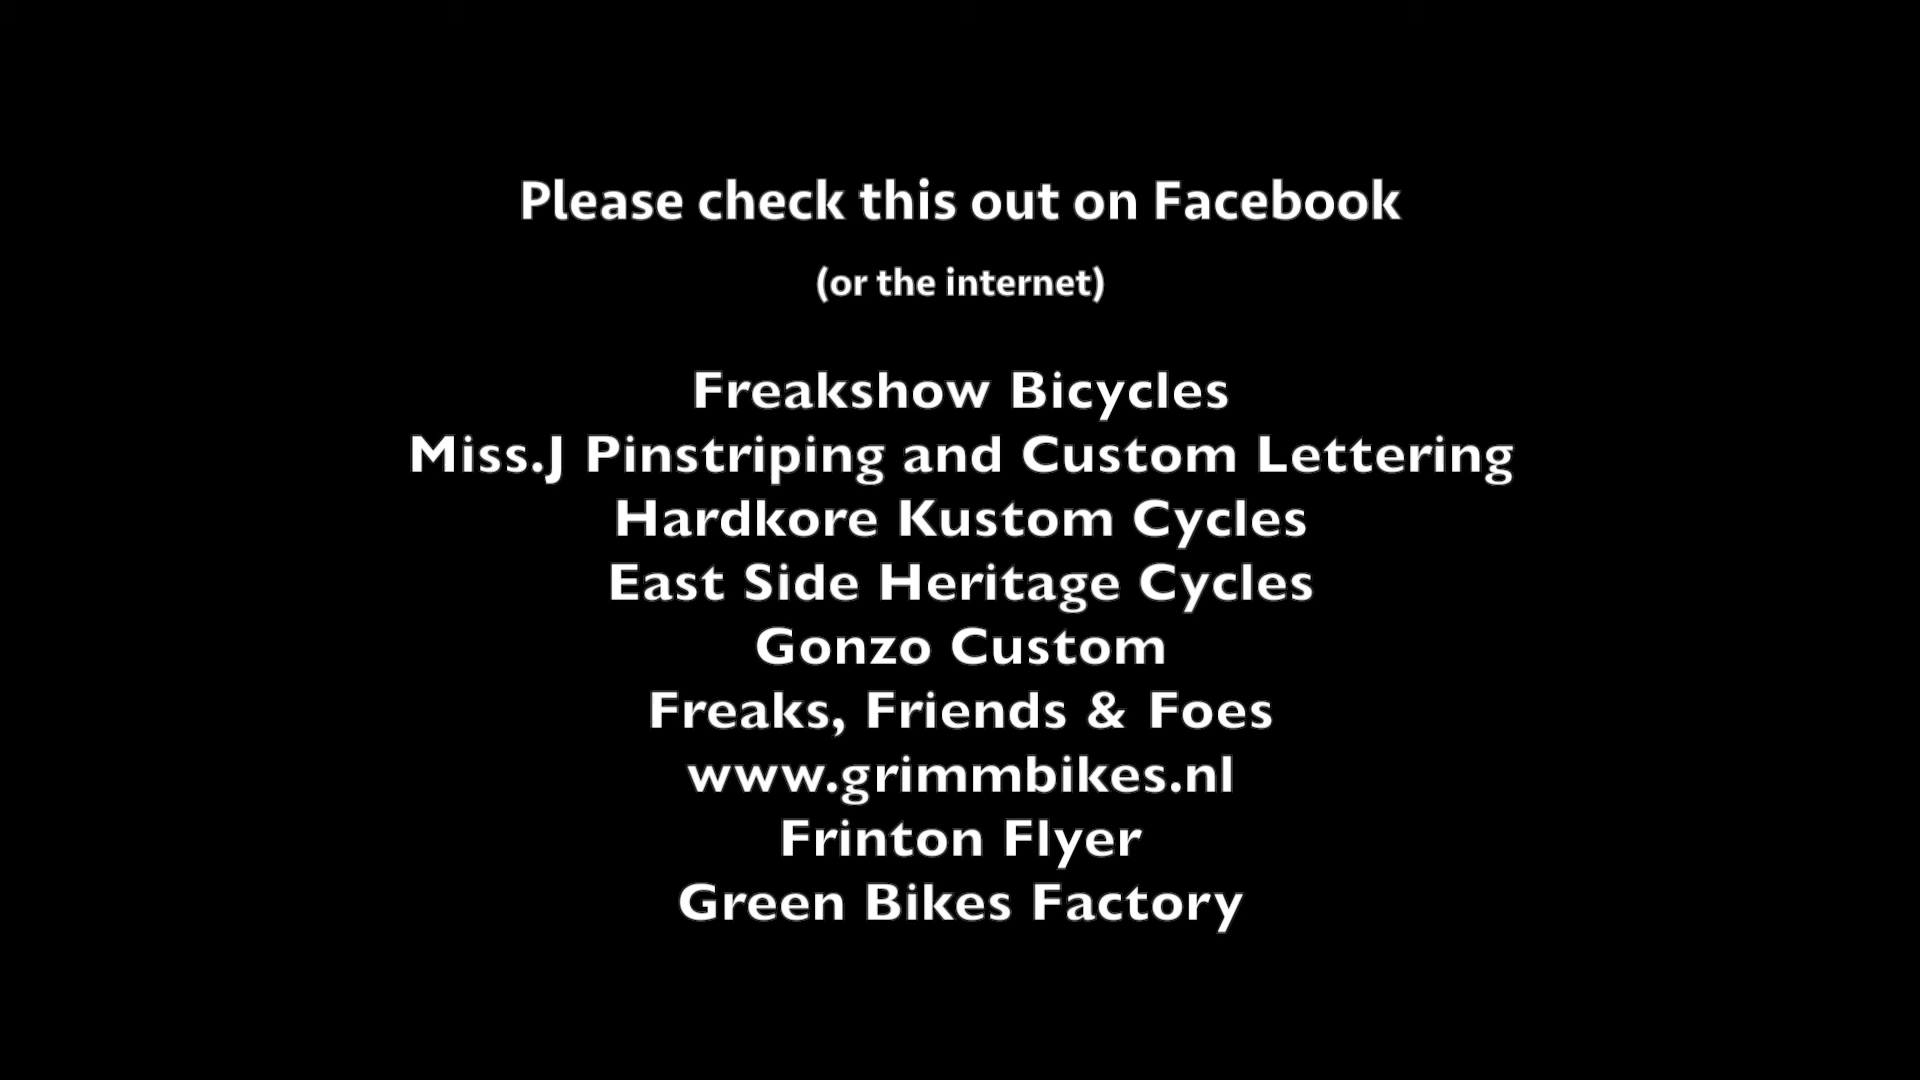 Please check this out on Facebook
(or the internet)
Freakshow Bicycles
Miss.J Pinstriping and Custom Lettering
Hardkore Kustom Cycles
East Side Heritage Cycles
Gonzo Custom
Freaks, Friends & Foes
www.grimmbikes.nl
Frinton Flyer
Green Bikes Factory